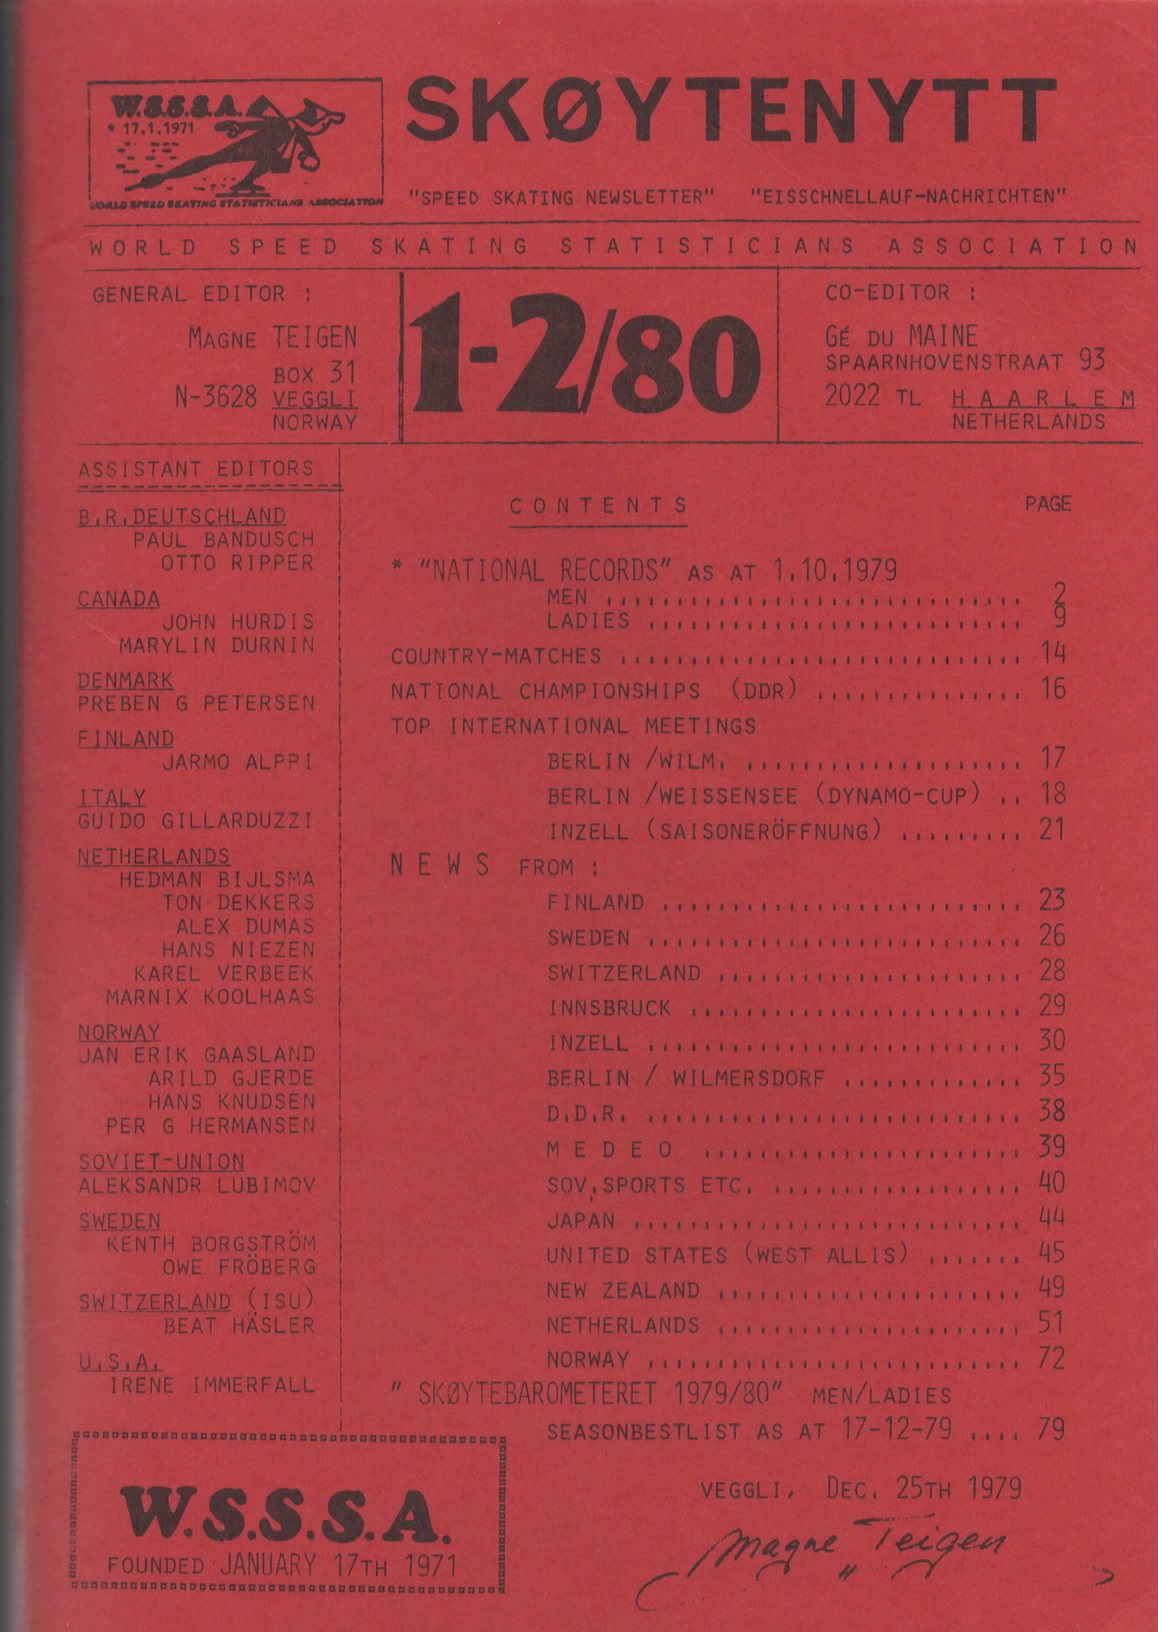 W.S.S.S.A.
* 17.1.1971
WORLD SPEED SKATING STATISTICIANS ASSOCIATION
SKØYTENYTT
"SPEED SKATING NEWSLETTER" "EISSCHNELLAUF-NACHRICHTEN"
WORLD SPEED SKATING STATISTICIANS ASSOCIATION
GENERAL EDITOR :
MAGNE TEIGEN
BOX 31
N-3628 VEGGLI
NORWAY
1-2/80
CO-EDITOR :
GÉ DU MAINE
SPAARNHOVENSTRAAT 93
2022 TL HAARLEM
NETHERLANDS
ASSISTANT EDITORS
B.R.DEUTSCHLAND
PAUL BANDUSCH
OTTO RIPPER
CANADA
JOHN HURDIS
MARYLIN DURNIN
DENMARK
PREBEN G PETERSEN
FINLAND
JARMO ALPPI
ITALY
GUIDO GILLARDUZZI
NETHERLANDS
HEDMAN BIJLSMA
TON DEKKERS
ALEX DUMAS
HANS NIEZEN
KAREL VERBEEK
MARNIX KOOLHAAS
NORWAY
JAN ERIK GAASLAND
ARILD GJERDE
HANS KNUDSEN
PER G HERMANSEN
SOVIET-UNION
ALEKSANDR LUBIMOV
SWEDEN
KENTH BORGSTRÖM
OWE FRÖBERG
SWITZERLAND (ISU)
BEAT HÄSLER
U.S.A.
IRENE IMMERFALL
CONTENTS PAGE
* "NATIONAL RECORDS" AS AT 1.10.1979
MEN .............................. 2
LADIES ........................... 9
COUNTRY-MATCHES ............................. 14
NATIONAL CHAMPIONSHIPS (DDR) ............... 16
TOP INTERNATIONAL MEETINGS
BERLIN /WILM. .................... 17
BERLIN /WEISSENSEE (DYNAMO-CUP) .. 18
INZELL (SAISONERÖFFNUNG) ......... 21
NEWS FROM :
FINLAND .......................... 23
SWEDEN ........................... 26
SWITZERLAND ...................... 28
INNSBRUCK ........................ 29
INZELL ........................... 30
BERLIN / WILMERSDORF ............. 35
D.D.R. ........................... 38
MEDEO ....................... 39
SOV.SPORTS ETC. .................. 40
JAPAN ............................ 44
UNITED STATES (WEST ALLIS) ....... 45
NEW ZEALAND ...................... 49
NETHERLANDS ...................... 51
NORWAY ........................... 72
" SKØYTEBAROMETERET 1979/80" MEN/LADIES
SEASONBESTLIST AS AT 17-12-79 .... 79
VEGGLI, DEC. 25TH 1979
Magne Teigen
W.S.S.S.A.
FOUNDED JANUARY 17TH 1971